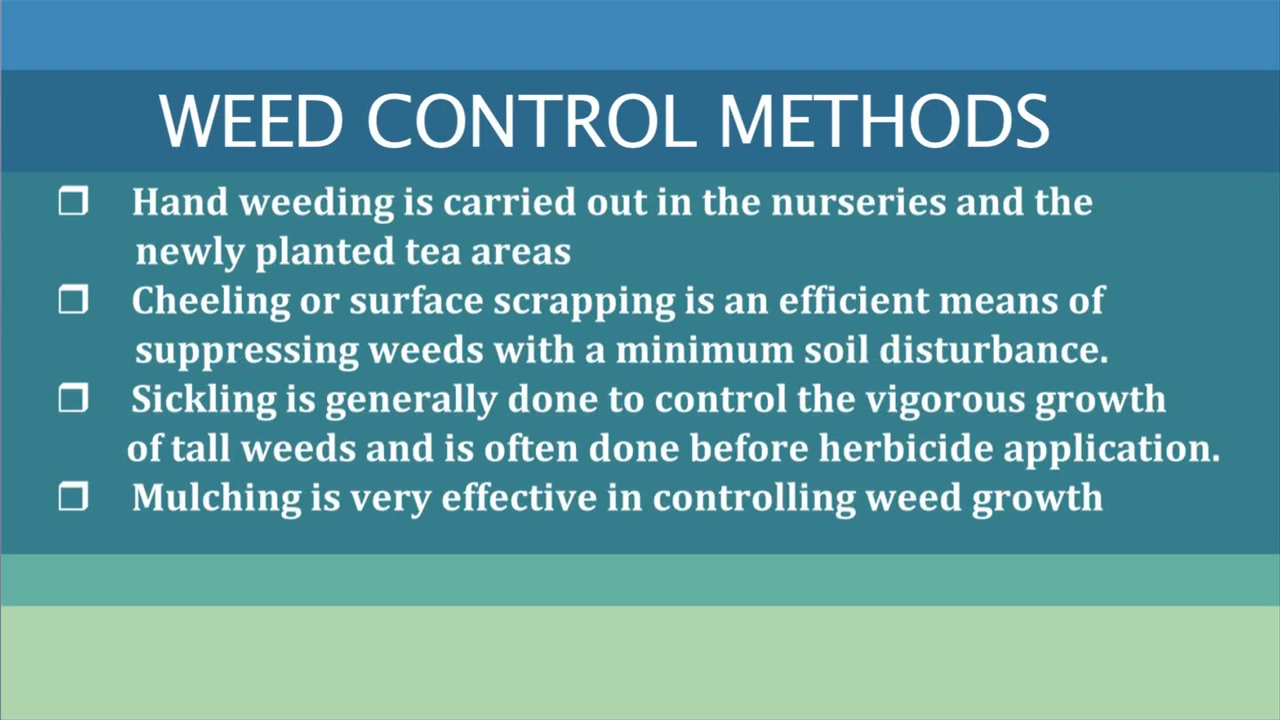 WEED CONTROL METHODS
❐ Hand weeding is carried out in the nurseries and the
newly planted tea areas
❐ Cheeling or surface scrapping is an efficient means of
suppressing weeds with a minimum soil disturbance.
❐ Sickling is generally done to control the vigorous growth
of tall weeds and is often done before herbicide application.
❐ Mulching is very effective in controlling weed growth